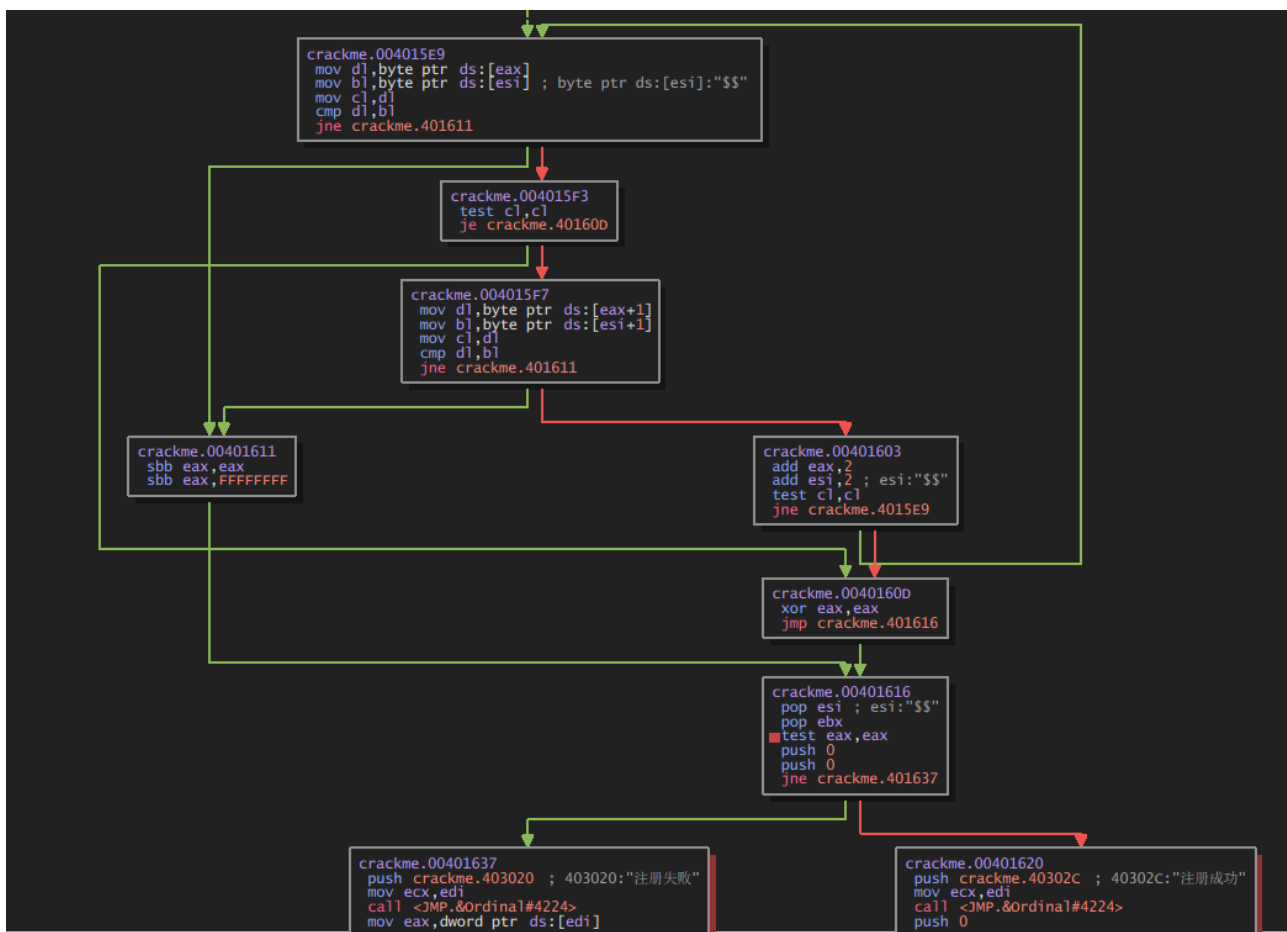 crackme.004015E9
mov dl,byte ptr ds:[eax]
mov bl,byte ptr ds:[esi] ; byte ptr ds:[esi]:"$$"
mov cl,dl
cmp dl,bl
jne crackme.401611
crackme.004015F3
test cl,cl
je crackme.40160D
crackme.004015F7
mov dl,byte ptr ds:[eax+1]
mov bl,byte ptr ds:[esi+1]
mov cl,dl
cmp dl,bl
jne crackme.401611
crackme.00401611
sbb eax,eax
sbb eax,FFFFFFFF
crackme.00401603
add eax,2
add esi,2 ; esi:"$$"
test cl,cl
jne crackme.4015E9
crackme.0040160D
xor eax,eax
jmp crackme.401616
crackme.00401616
pop esi ; esi:"$$"
pop ebx
test eax,eax
push 0
push 0
jne crackme.401637
crackme.00401637
push crackme.403020 ; 403020:"注册失败"
mov ecx,edi
call <JMP.&Ordinal#4224>
mov eax,dword ptr ds:[edi]
crackme.00401620
push crackme.40302C ; 40302C:"注册成功"
mov ecx,edi
call <JMP.&Ordinal#4224>
push 0